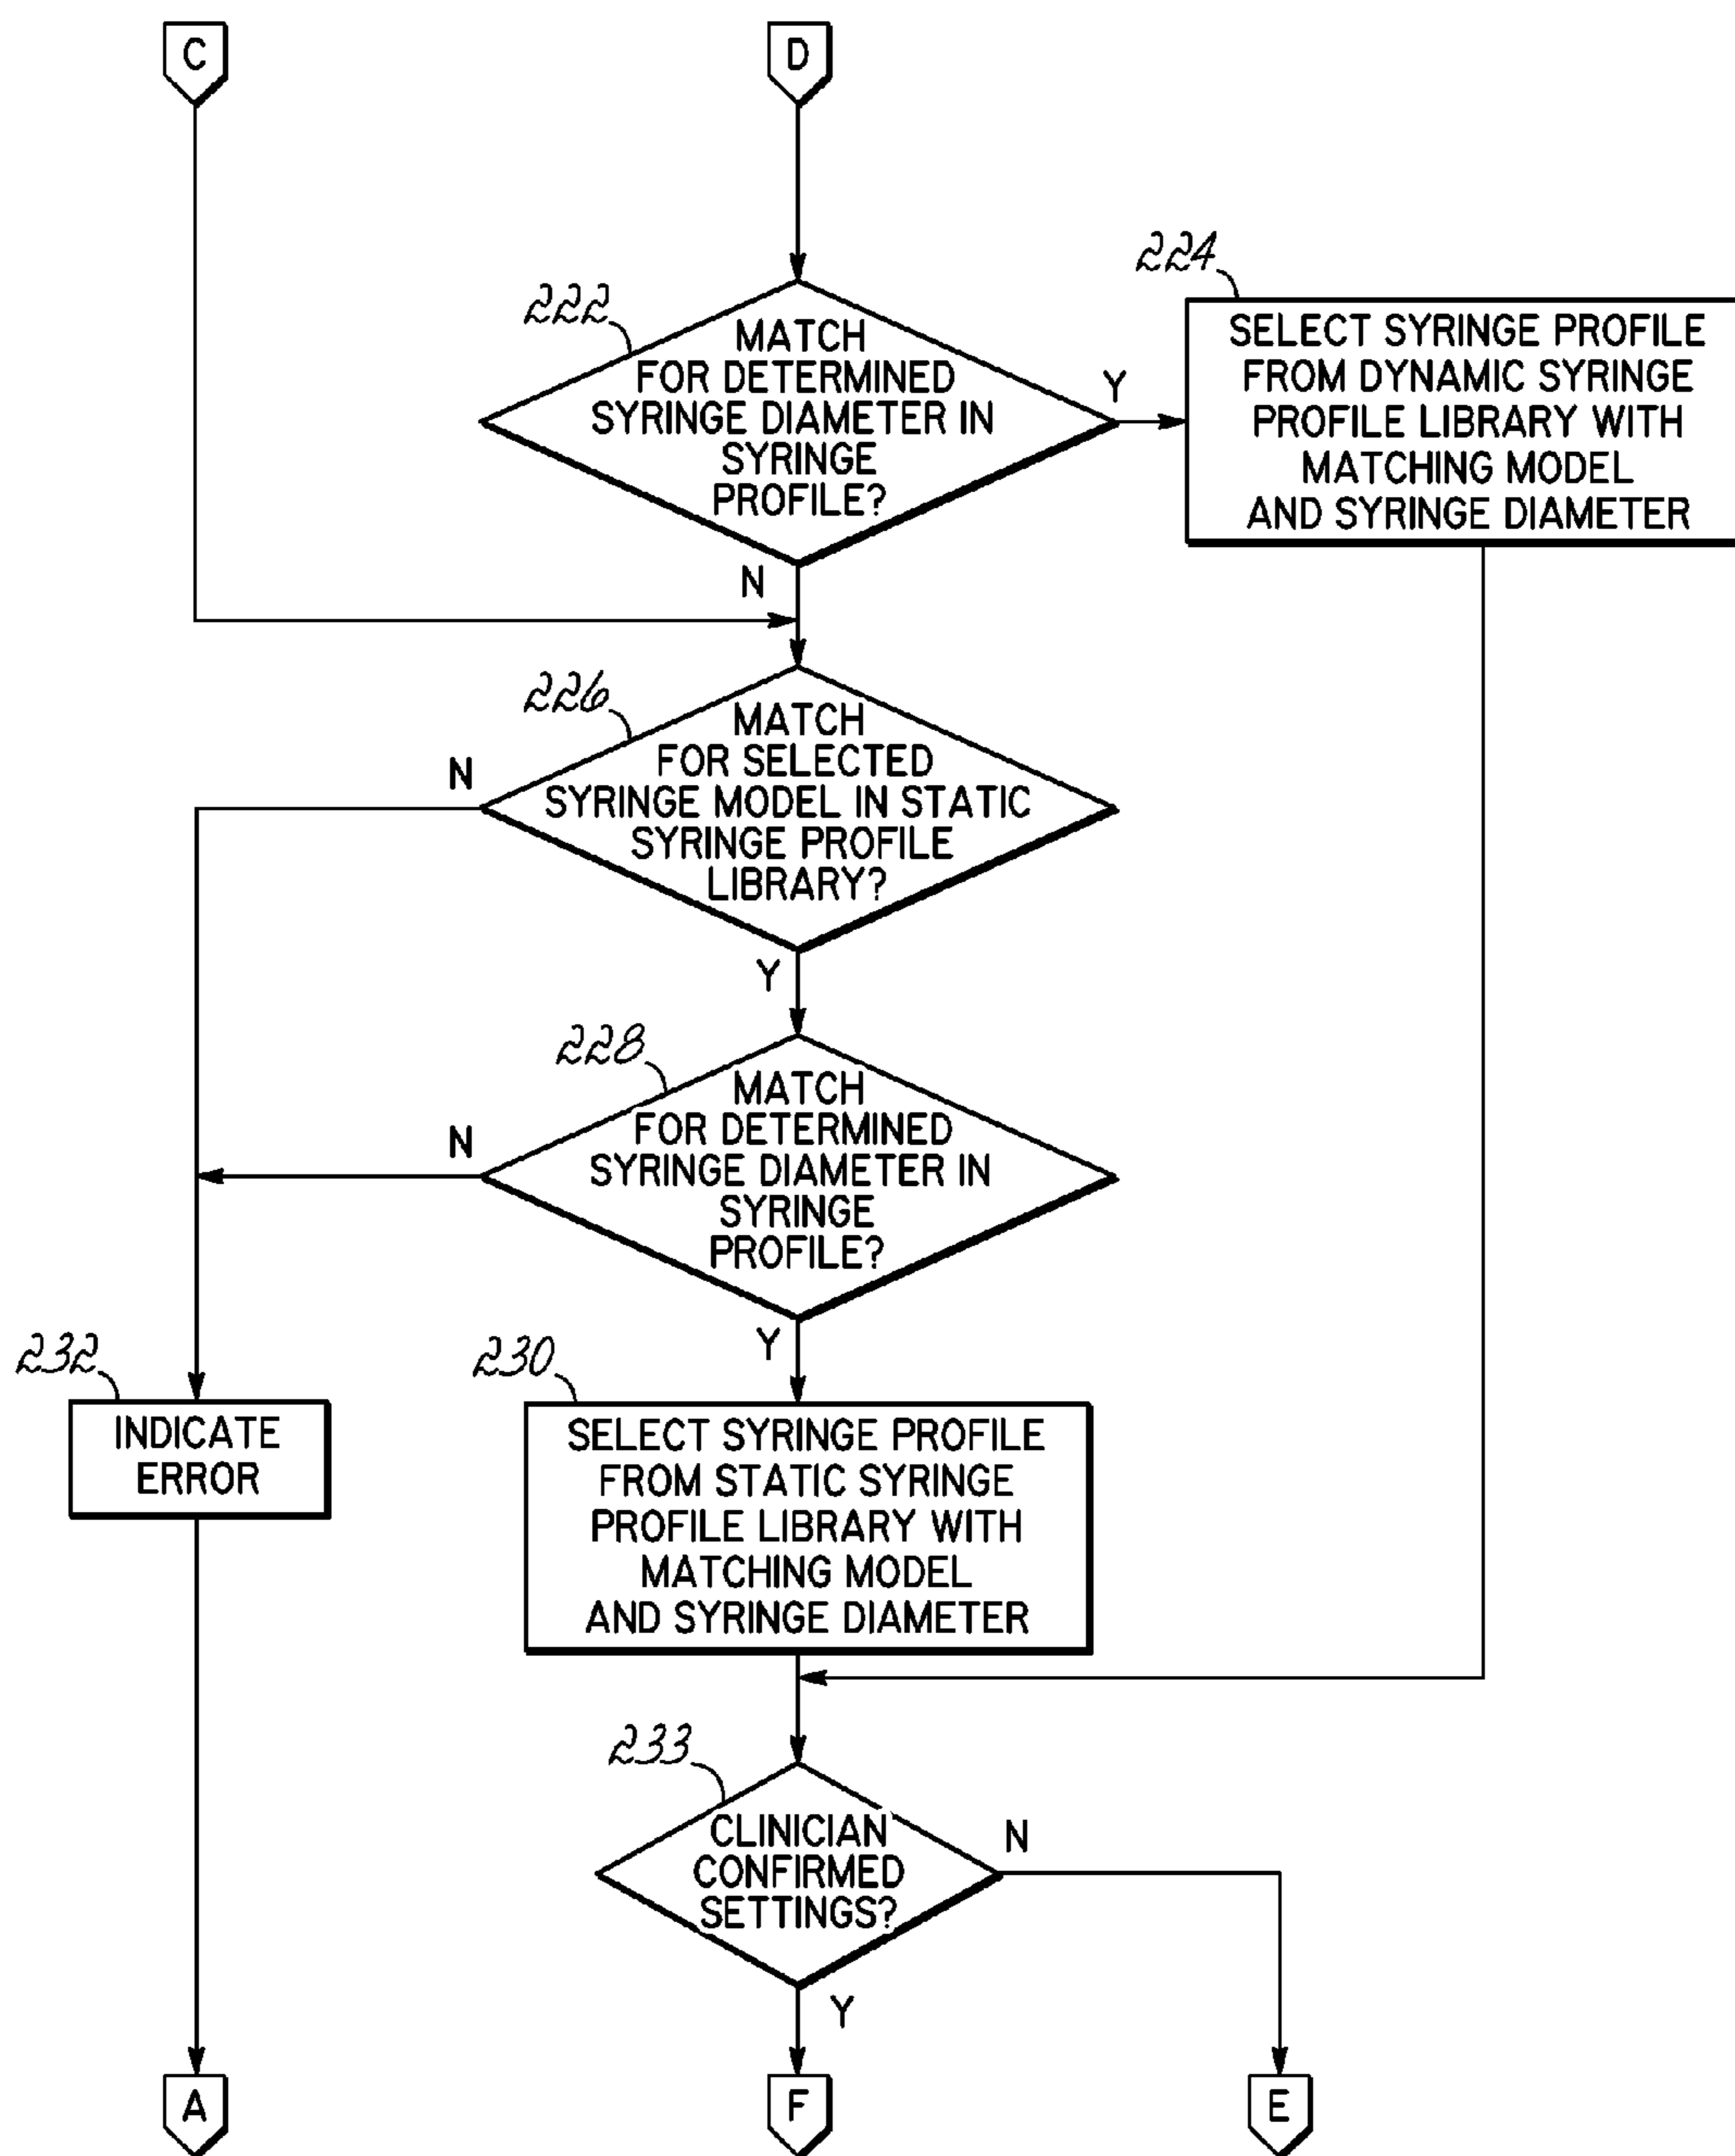 C
D
222
MATCH
FOR DETERMINED
SYRINGE DIAMETER IN
SYRINGE
PROFILE?
Y
N
224
SELECT SYRINGE PROFILE
FROM DYNAMIC SYRINGE
PROFILE LIBRARY WITH
MATCHING MODEL
AND SYRINGE DIAMETER
226
MATCH
FOR SELECTED
SYRINGE MODEL IN STATIC
SYRINGE PROFILE
LIBRARY?
N
Y
228
MATCH
FOR DETERMINED
SYRINGE DIAMETER IN
SYRINGE
PROFILE?
N
Y
232
INDICATE
ERROR
230
SELECT SYRINGE PROFILE
FROM STATIC SYRINGE
PROFILE LIBRARY WITH
MATCHING MODEL
AND SYRINGE DIAMETER
233
CLINICIAN
CONFIRMED
SETTINGS?
N
Y
A
F
E